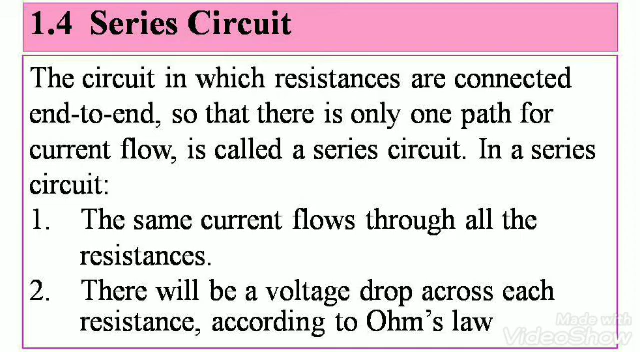 1.4 Series Circuit
The circuit in which resistances are connected
end-to-end, so that there is only one path for
current flow, is called a series circuit. In a series
circuit:
1. The same current flows through all the
resistances.
2. There will be a voltage drop across each
resistance, according to Ohm's law
Made with
VideoShow